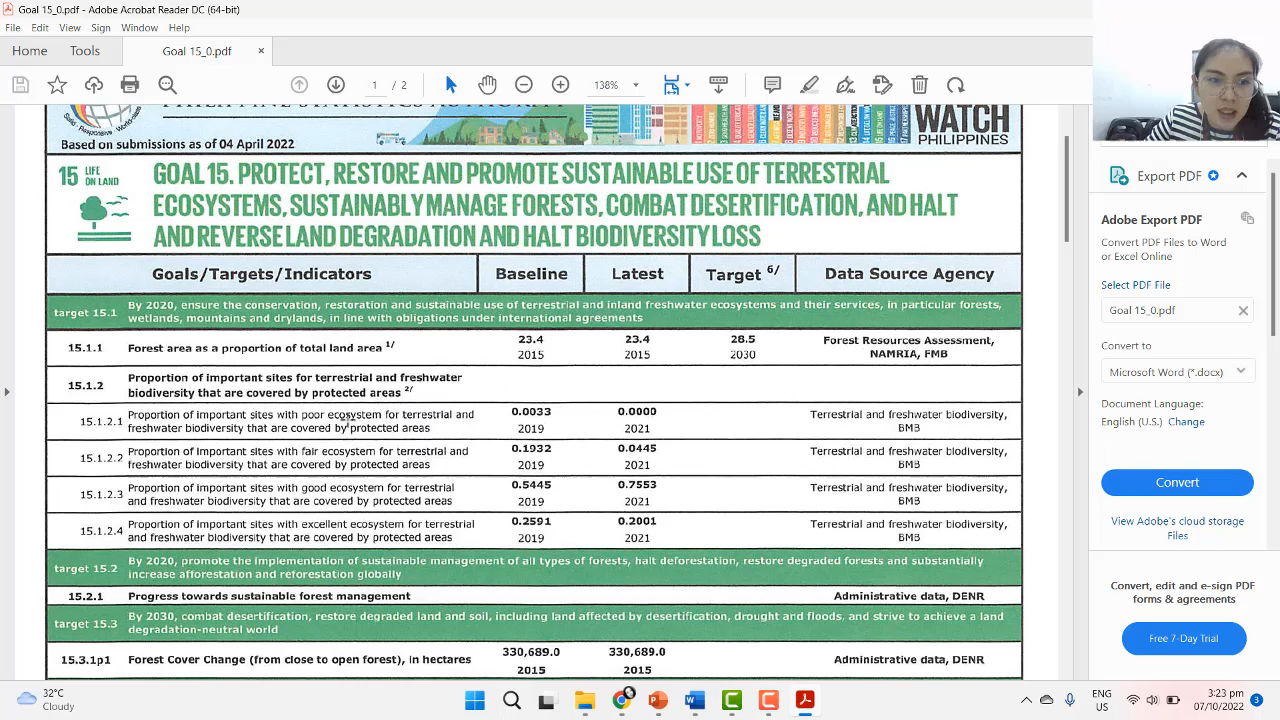 Goal 15_0.pdf - Adobe Acrobat Reader DC (64-bit)
File Edit View Sign Window Help
Home Tools Goal 15_0.pdf ×
1 / 2 138%
PHILIPPINE STATISTICS AUTHORITY
WATCH
PHILIPPINES
Based on submissions as of 04 April 2022
15 LIFE
ON LAND
GOAL 15. PROTECT, RESTORE AND PROMOTE SUSTAINABLE USE OF TERRESTRIAL
ECOSYSTEMS, SUSTAINABLY MANAGE FORESTS, COMBAT DESERTIFICATION, AND HALT
AND REVERSE LAND DEGRADATION AND HALT BIODIVERSITY LOSS
Goals/Targets/Indicators Baseline Latest Target 6/ Data Source Agency
target 15.1 By 2020, ensure the conservation, restoration and sustainable use of terrestrial and inland freshwater ecosystems and their services, in particular forests,
wetlands, mountains and drylands, in line with obligations under international agreements
15.1.1 Forest area as a proportion of total land area 1/ 23.4 23.4 28.5 Forest Resources Assessment,
2015 2015 2030 NAMRIA, FMB
15.1.2 Proportion of important sites for terrestrial and freshwater
biodiversity that are covered by protected areas 2/
15.1.2.1 Proportion of important sites with poor ecosystem for terrestrial and 0.0033 0.0000 Terrestrial and freshwater biodiversity,
freshwater biodiversity that are covered by protected areas 2019 2021 BMB
15.1.2.2 Proportion of important sites with fair ecosystem for terrestrial and 0.1932 0.0445 Terrestrial and freshwater biodiversity,
freshwater biodiversity that are covered by protected areas 2019 2021 BMB
15.1.2.3 Proportion of important sites with good ecosystem for terrestrial 0.5445 0.7553 Terrestrial and freshwater biodiversity,
and freshwater biodiversity that are covered by protected areas 2019 2021 BMB
15.1.2.4 Proportion of important sites with excellent ecosystem for terrestrial 0.2591 0.2001 Terrestrial and freshwater biodiversity,
and freshwater biodiversity that are covered by protected areas 2019 2021 BMB
target 15.2 By 2020, promote the implementation of sustainable management of all types of forests, halt deforestation, restore degraded forests and substantially
increase afforestation and reforestation globally
15.2.1 Progress towards sustainable forest management Administrative data, DENR
target 15.3 By 2030, combat desertification, restore degraded land and soil, including land affected by desertification, drought and floods, and strive to achieve a land
degradation-neutral world
15.3.1p1 Forest Cover Change (from close to open forest), in hectares 330,689.0 330,689.0 Administrative data, DENR
2015 2015
Export PDF
Adobe Export PDF
Convert PDF Files to Word
or Excel Online
Select PDF File
Goal 15_0.pdf
Convert to
Microsoft Word (*.docx)
Document Language:
English (U.S.) Change
Convert
View Adobe's cloud storage
Files
Convert, edit and e-sign PDF
forms & agreements
Free 7-Day Trial
32°C
Cloudy
ENG
US
3:23 pm
07/10/2022
3